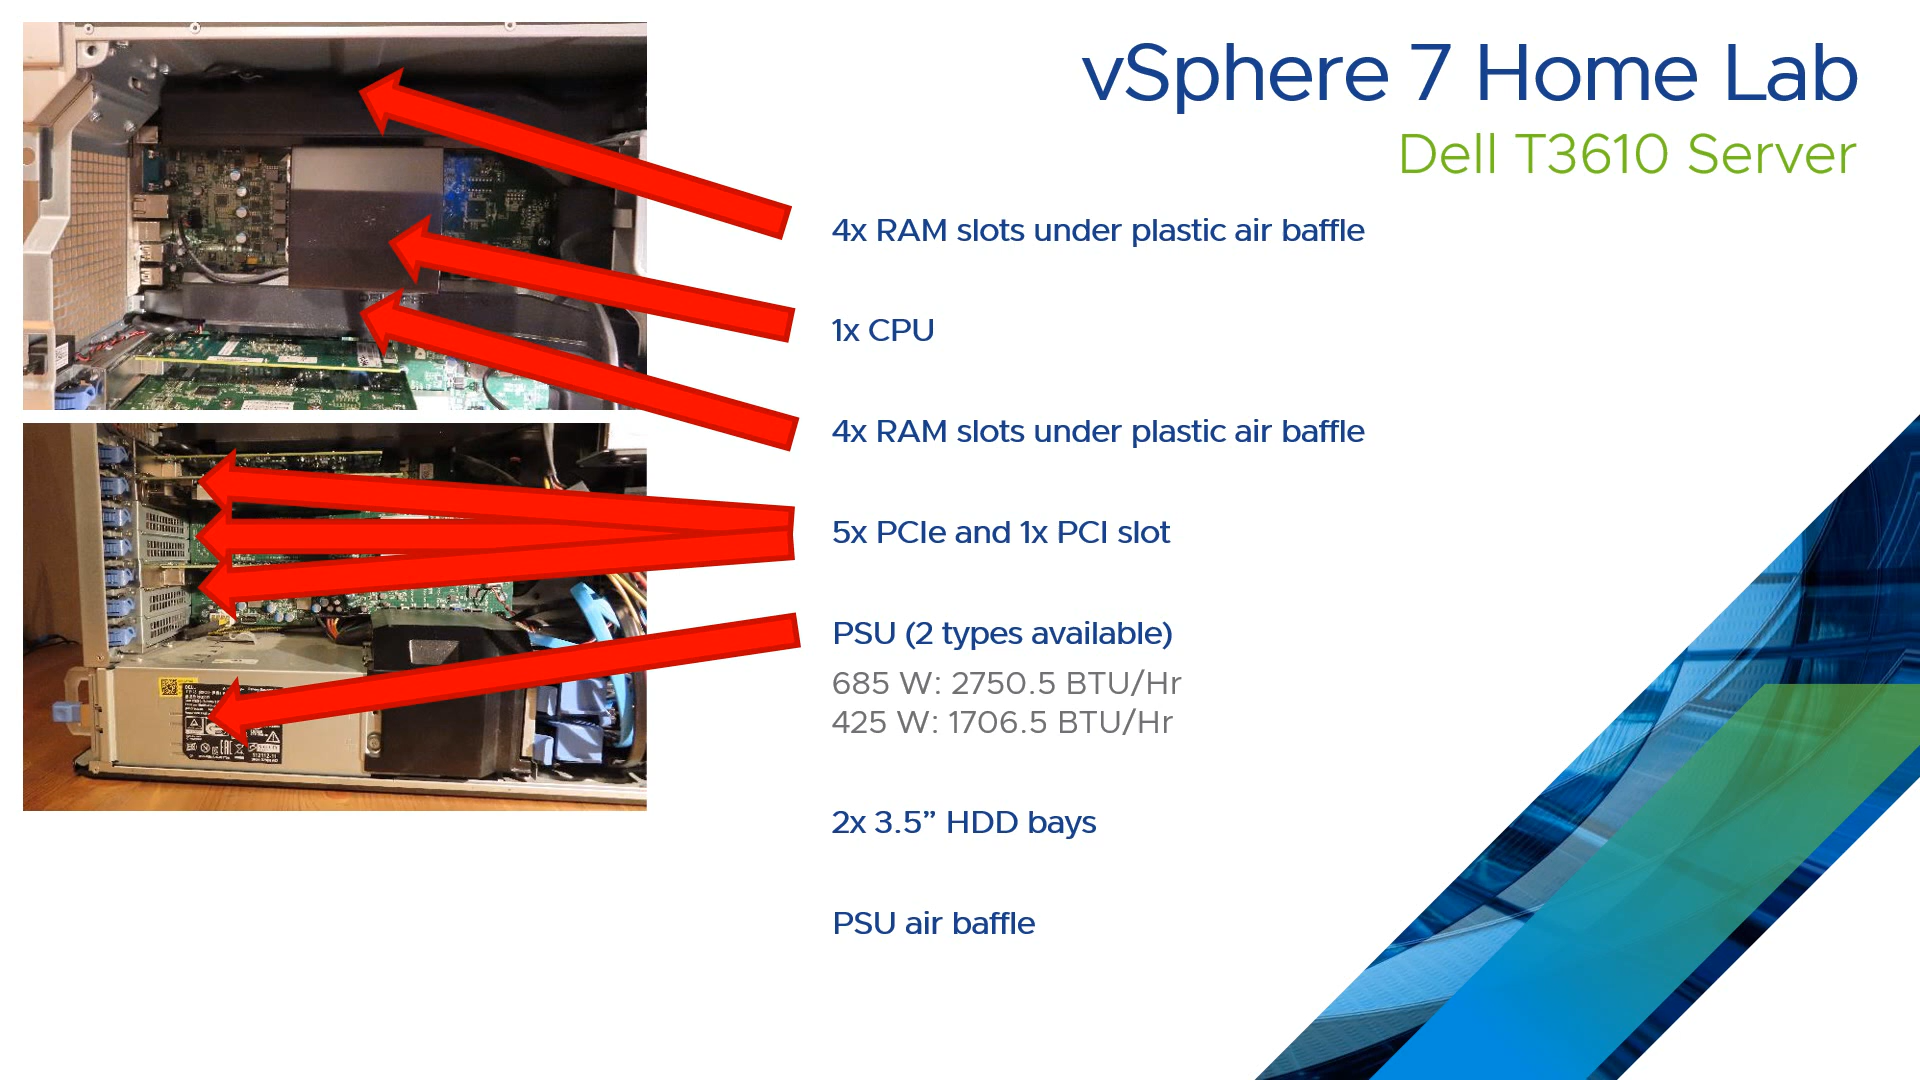 vSphere 7 Home Lab
Dell T3610 Server
4x RAM slots under plastic air baffle
1x CPU
4x RAM slots under plastic air baffle
5x PCIe and 1x PCI slot
PSU (2 types available)
685 W: 2750.5 BTU/Hr
425 W: 1706.5 BTU/Hr
2x 3.5” HDD bays
PSU air baffle